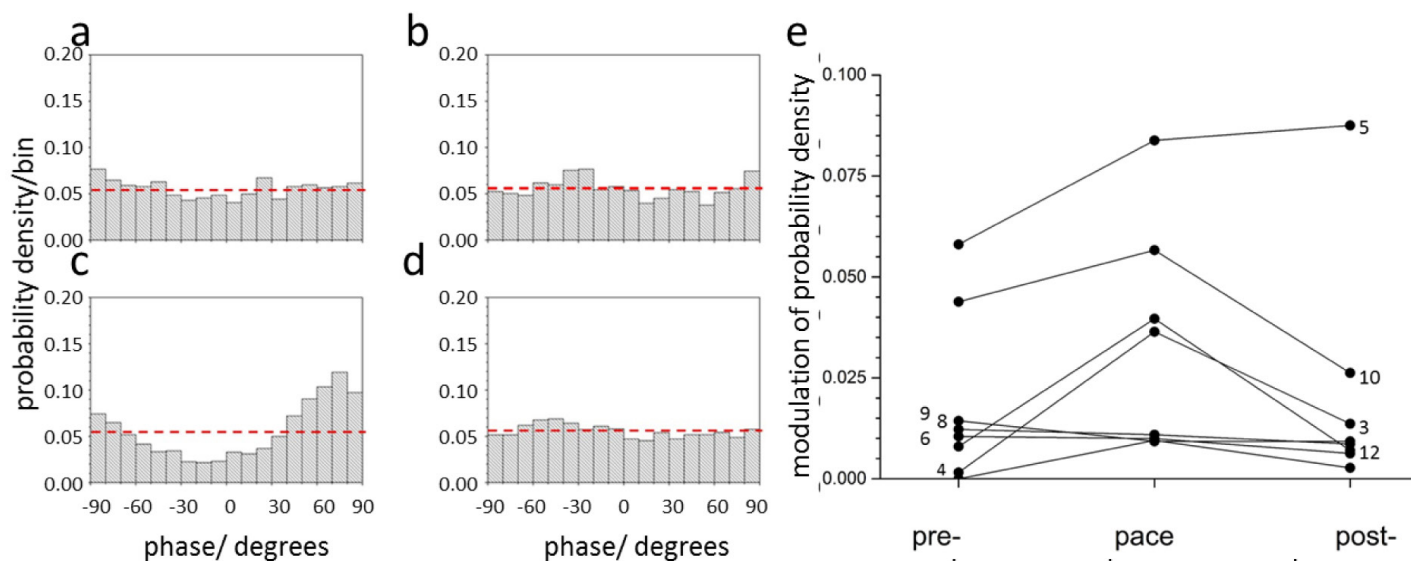 a
0.20
0.15
0.10
0.05
0.00
b
0.20
0.15
0.10
0.05
0.00
c
0.20
0.15
0.10
0.05
0.00
-90 -60 -30 0 30 60 90
d
0.20
0.15
0.10
0.05
0.00
-90 -60 -30 0 30 60 90
probability density/bin
phase/ degrees
phase/ degrees
e
modulation of probability density
0.100
0.075
0.050
0.025
0.000
5
10
3
12
9
8
6
4
pre- pace post-